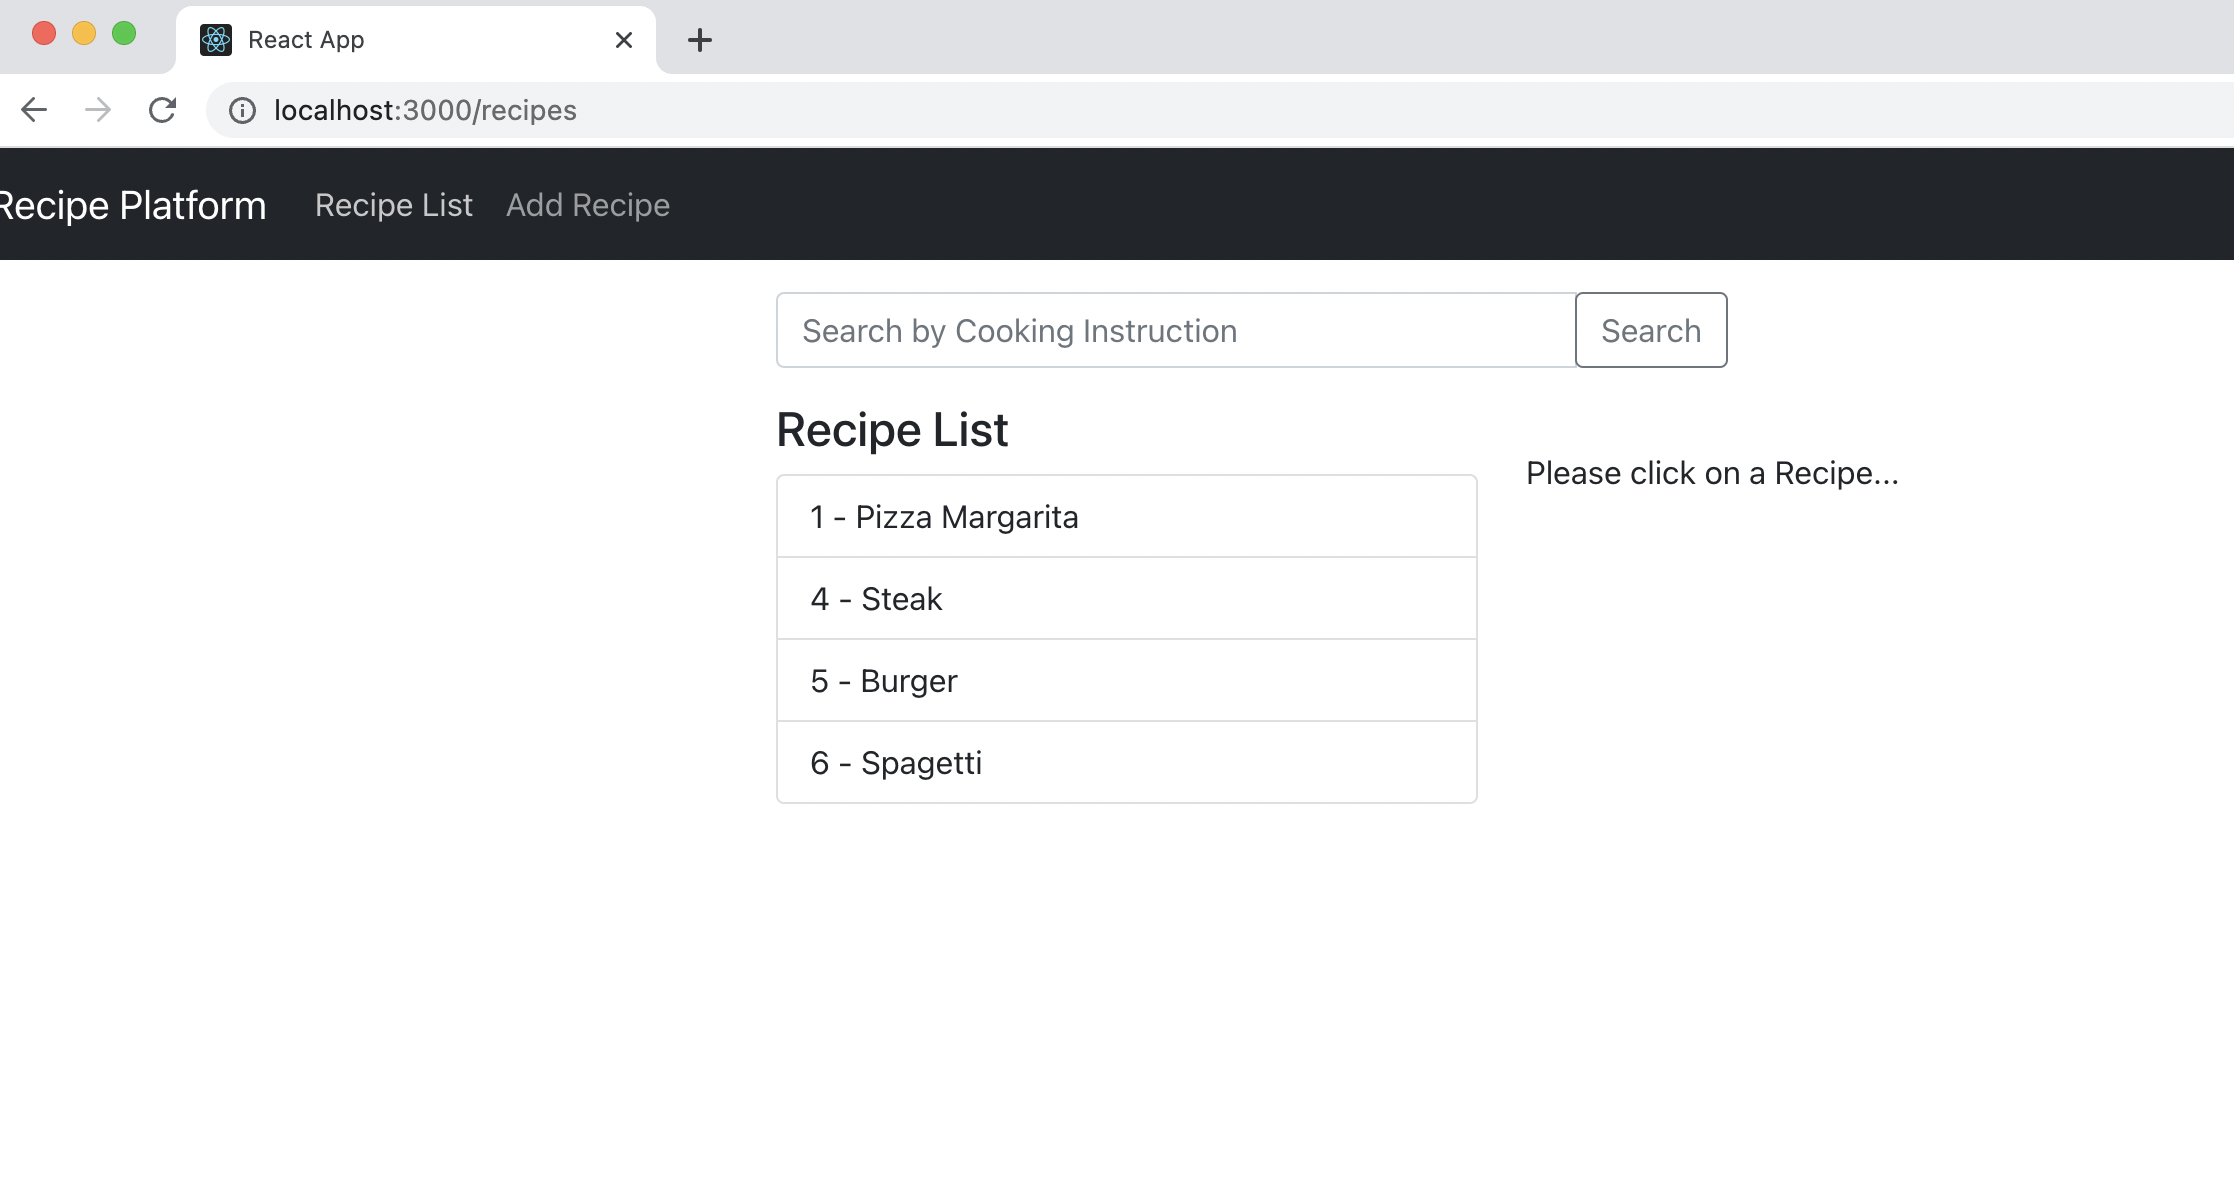 React App
localhost:3000/recipes
Recipe Platform Recipe List Add Recipe
Search by Cooking Instruction Search
Recipe List
Please click on a Recipe...
1 - Pizza Margarita
4 - Steak
5 - Burger
6 - Spagetti